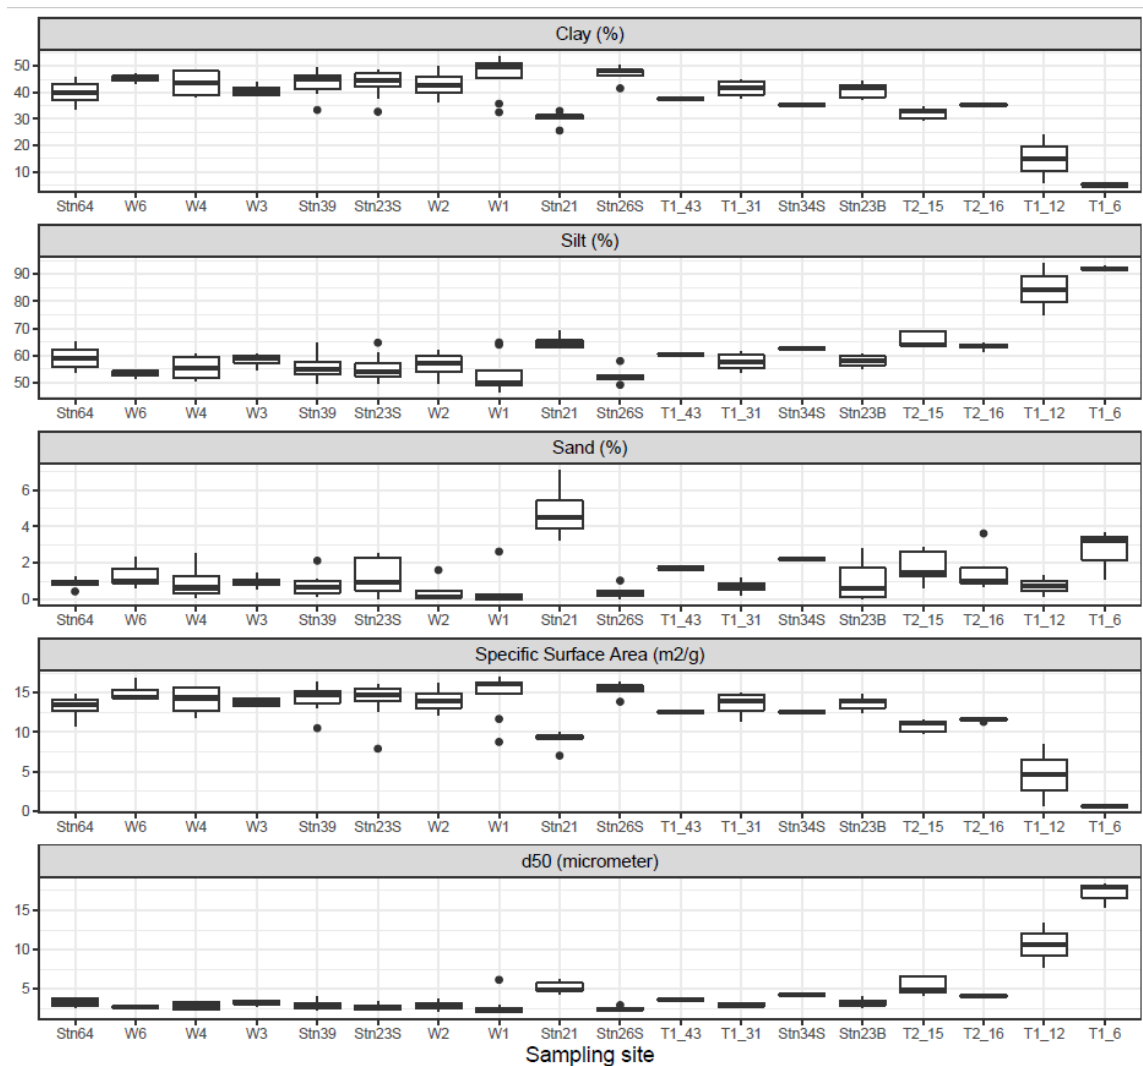 Clay (%)
50
40
30
20
10
Stn64 W6 W4 W3 Stn39 Stn23S W2 W1 Stn21 Stn26S T1_43 T1_31 Stn34S Stn23B T2_15 T2_16 T1_12 T1_6
Silt (%)
90
80
70
60
50
Stn64 W6 W4 W3 Stn39 Stn23S W2 W1 Stn21 Stn26S T1_43 T1_31 Stn34S Stn23B T2_15 T2_16 T1_12 T1_6
Sand (%)
6
4
2
0
Stn64 W6 W4 W3 Stn39 Stn23S W2 W1 Stn21 Stn26S T1_43 T1_31 Stn34S Stn23B T2_15 T2_16 T1_12 T1_6
Specific Surface Area (m2/g)
15
10
5
0
Stn64 W6 W4 W3 Stn39 Stn23S W2 W1 Stn21 Stn26S T1_43 T1_31 Stn34S Stn23B T2_15 T2_16 T1_12 T1_6
d50 (micrometer)
15
10
5
Stn64 W6 W4 W3 Stn39 Stn23S W2 W1 Stn21 Stn26S T1_43 T1_31 Stn34S Stn23B T2_15 T2_16 T1_12 T1_6
Sampling site